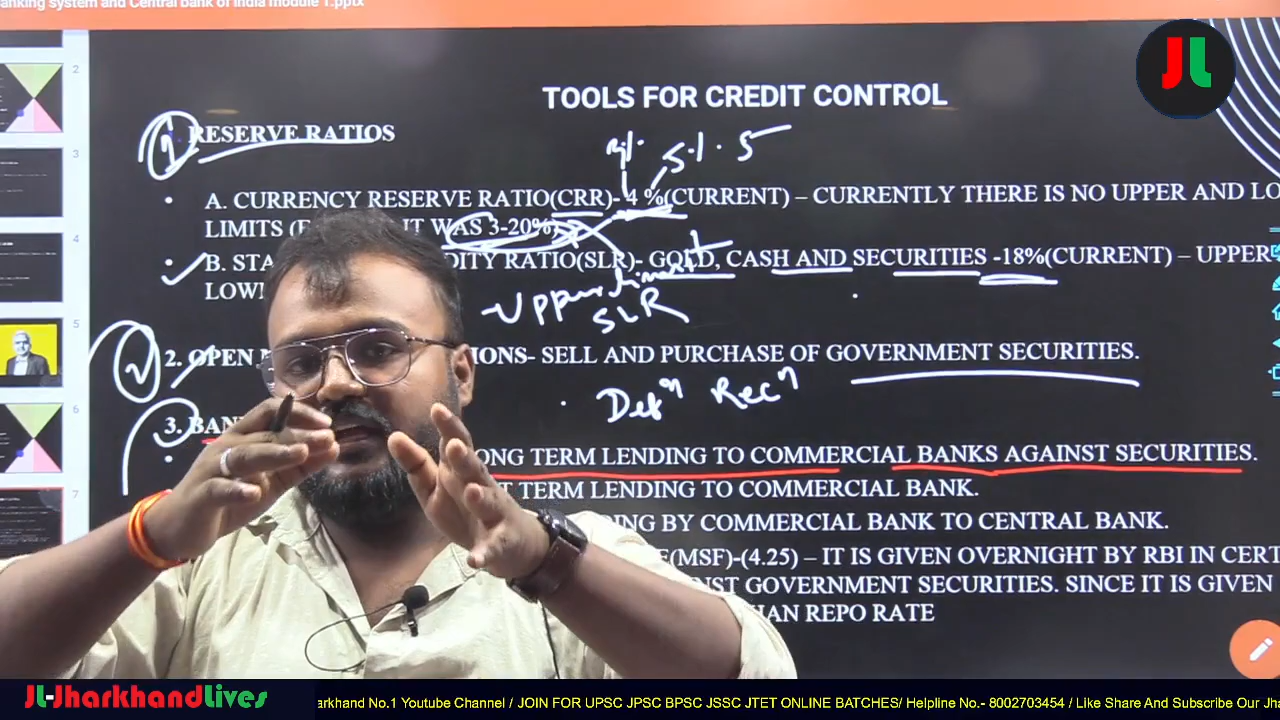 anking system and Central bank of India module 1.pptx
JL
TOOLS FOR CREDIT CONTROL
1. RESERVE RATIOS
5%. 5
A. CURRENCY RESERVE RATIO(CRR)- 4 %(CURRENT) – CURRENTLY THERE IS NO UPPER AND LO
LIMITS (E IT WAS 3-20%)
B. STA DITY RATIO(SLR)- GOLD, CASH AND SECURITIES -18%(CURRENT) – UPPER
LOW
Upper limit
SLR
2. OPEN IONS- SELL AND PURCHASE OF GOVERNMENT SECURITIES.
Defⁿ Recⁿ
3. BAN
ONG TERM LENDING TO COMMERCIAL BANKS AGAINST SECURITIES.
T TERM LENDING TO COMMERCIAL BANK.
DING BY COMMERCIAL BANK TO CENTRAL BANK.
(MSF)-(4.25) – IT IS GIVEN OVERNIGHT BY RBI IN CERT
NST GOVERNMENT SECURITIES. SINCE IT IS GIVEN
HAN REPO RATE
2
3
4
5
6
7
JL-JharkhandLives
arkhand No.1 Youtube Channel / JOIN FOR UPSC JPSC BPSC JSSC JTET ONLINE BATCHES/ Helpline No.- 8002703454 / Like Share And Subscribe Our Jha